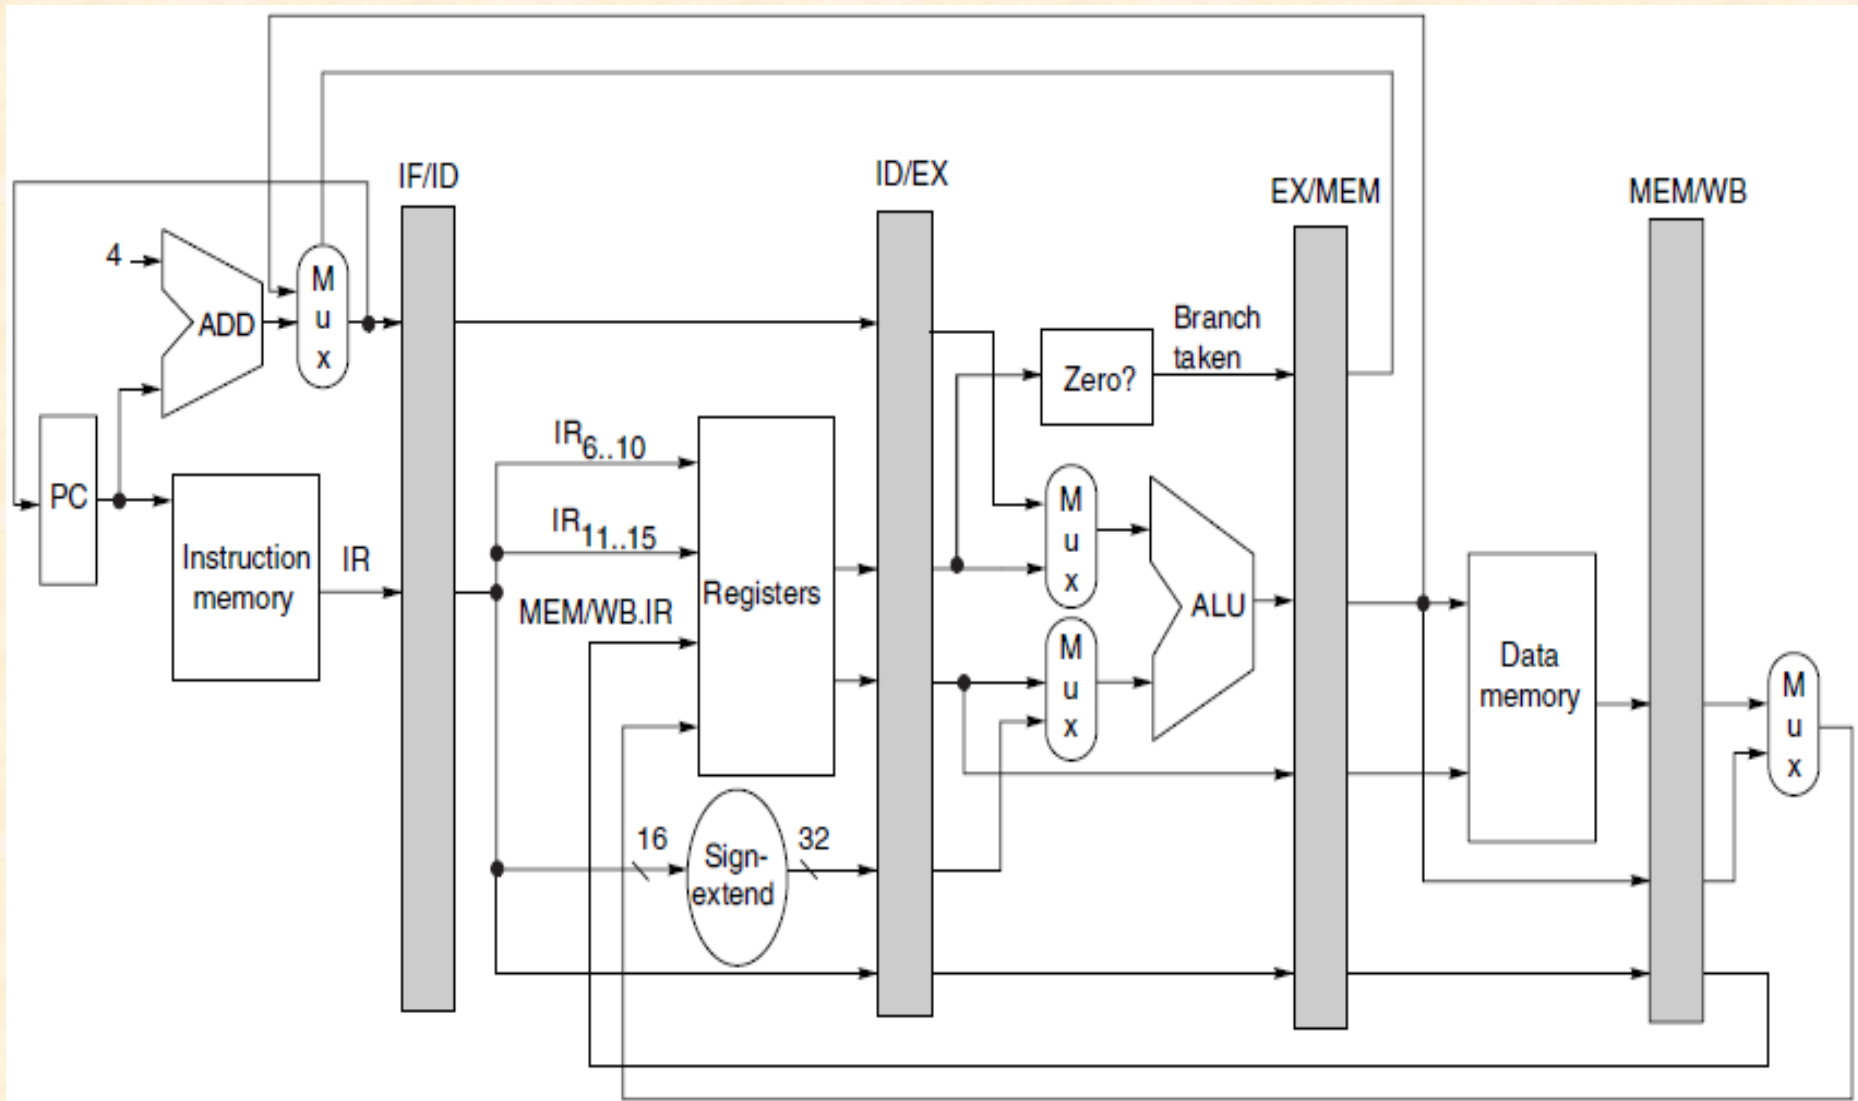 IF/ID
ID/EX
EX/MEM
MEM/WB
4
ADD
M
u
x
Branch
taken
Zero?
PC
Instruction
memory
IR
IR6..10
IR11..15
MEM/WB.IR
Registers
M
u
x
M
u
x
ALU
Data
memory
M
u
x
16
Sign-
extend
32